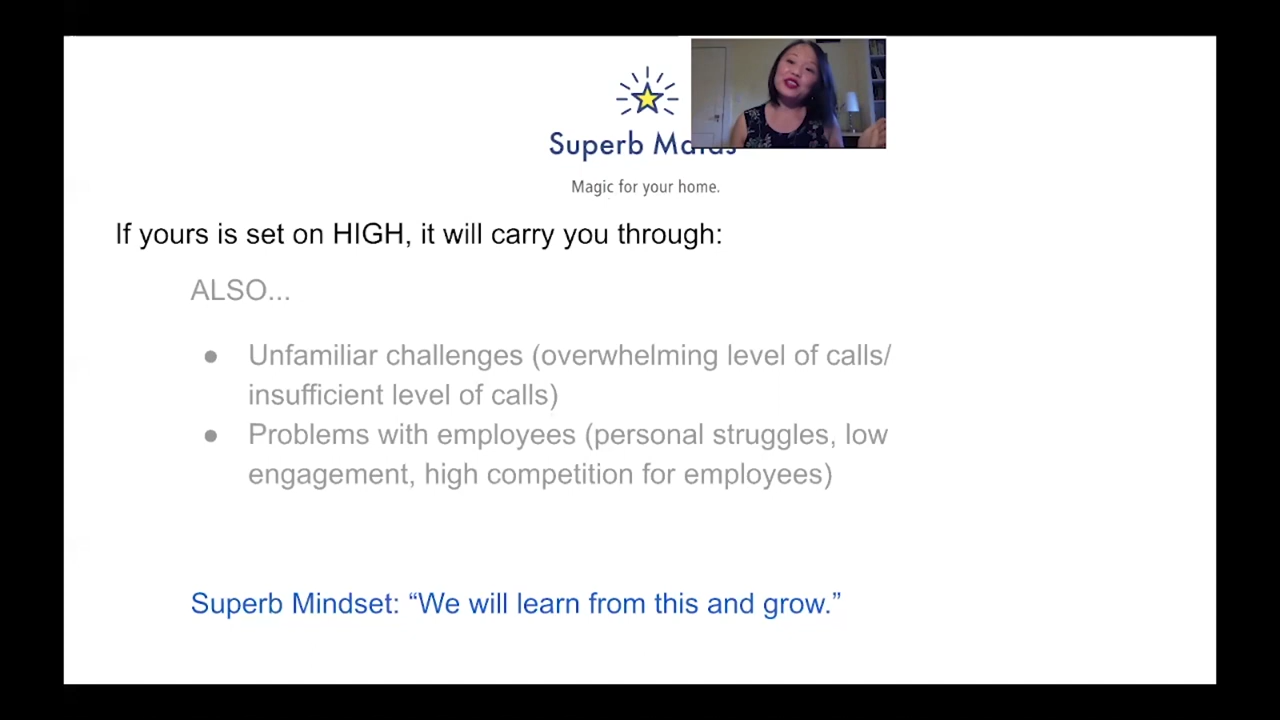 Superb Maids
Magic for your home.
If yours is set on HIGH, it will carry you through:
ALSO...
● Unfamiliar challenges (overwhelming level of calls/
insufficient level of calls)
● Problems with employees (personal struggles, low
engagement, high competition for employees)
Superb Mindset: “We will learn from this and grow.”